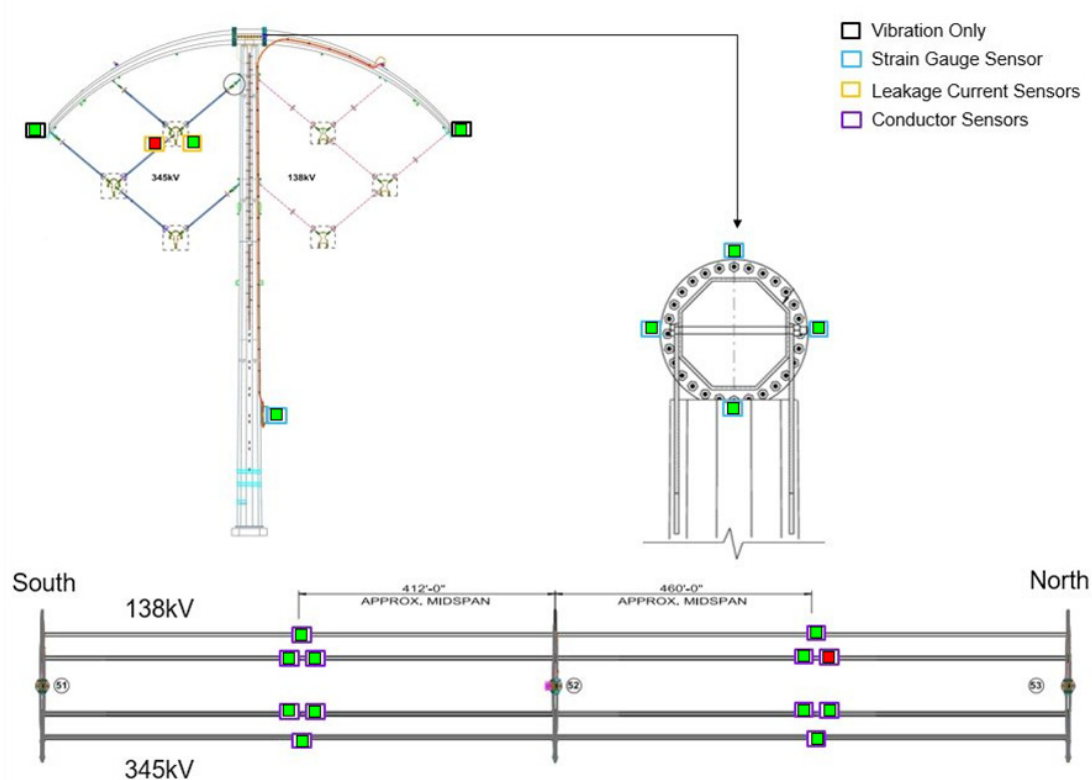 Vibration Only
Strain Gauge Sensor
Leakage Current Sensors
Conductor Sensors
345kV
138kV
South
North
412'-0"
APPROX. MIDSPAN
460'-0"
APPROX. MIDSPAN
138kV
51
52
53
345kV